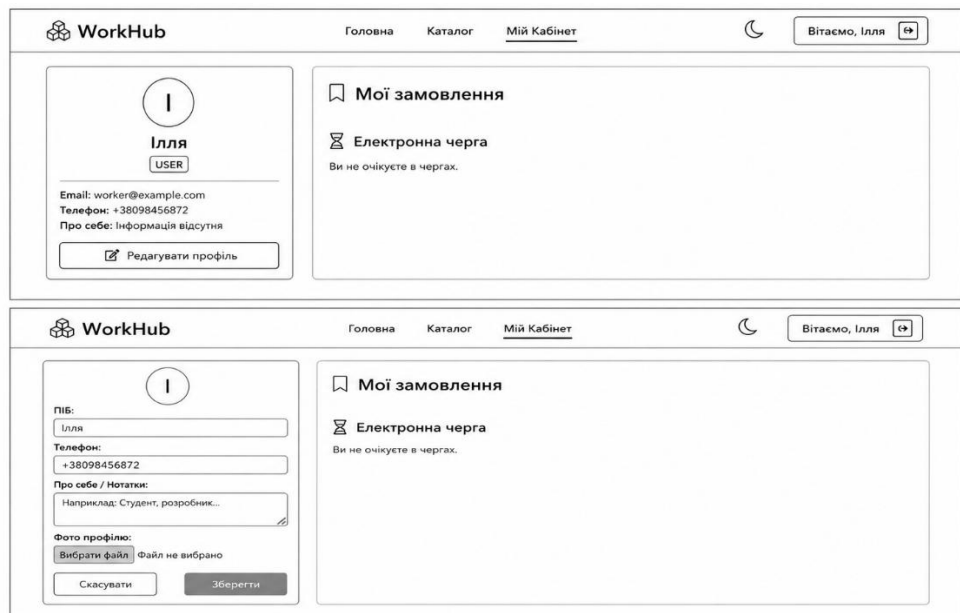 WorkHub
Головна Каталог Мій Кабінет
Вітаємо, Ілля
І
Ілля
USER
Email: worker@example.com
Телефон: +38098456872
Про себе: Інформація відсутня
Редагувати профіль
Мої замовлення
Електронна черга
Ви не очікуєте в чергах.
WorkHub
Головна Каталог Мій Кабінет
Вітаємо, Ілля
І
ПІБ:
Ілля
Телефон:
+38098456872
Про себе / Нотатки:
Наприклад: Студент, розробник...
Фото профілю:
Вибрати файл Файл не вибрано
Скасувати Зберегти
Мої замовлення
Електронна черга
Ви не очікуєте в чергах.